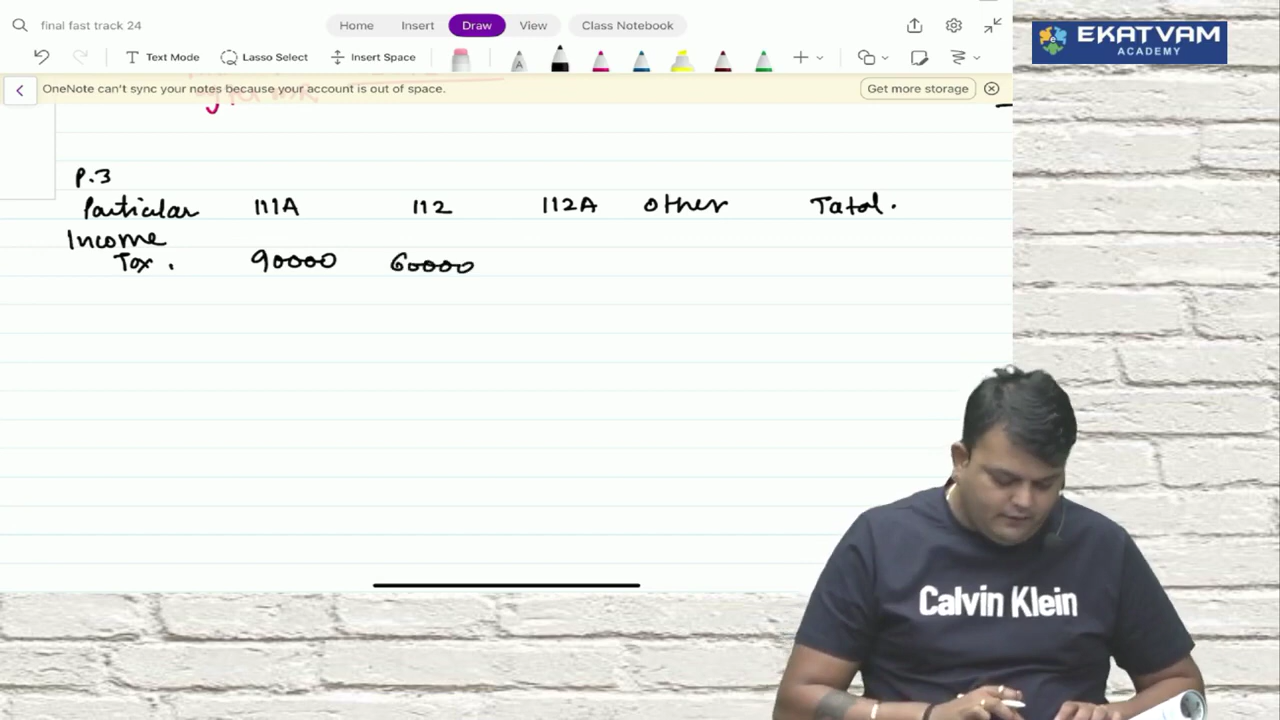 final fast track 24
Home Insert Draw View Class Notebook
EKATVAM
ACADEMY
Text Mode Lasso Select Insert Space
OneNote can't sync your notes because your account is out of space.
Get more storage
P.3
Particular 111A 112 112A Other Total.
Income
Tax. 90000 60000
Calvin Klein